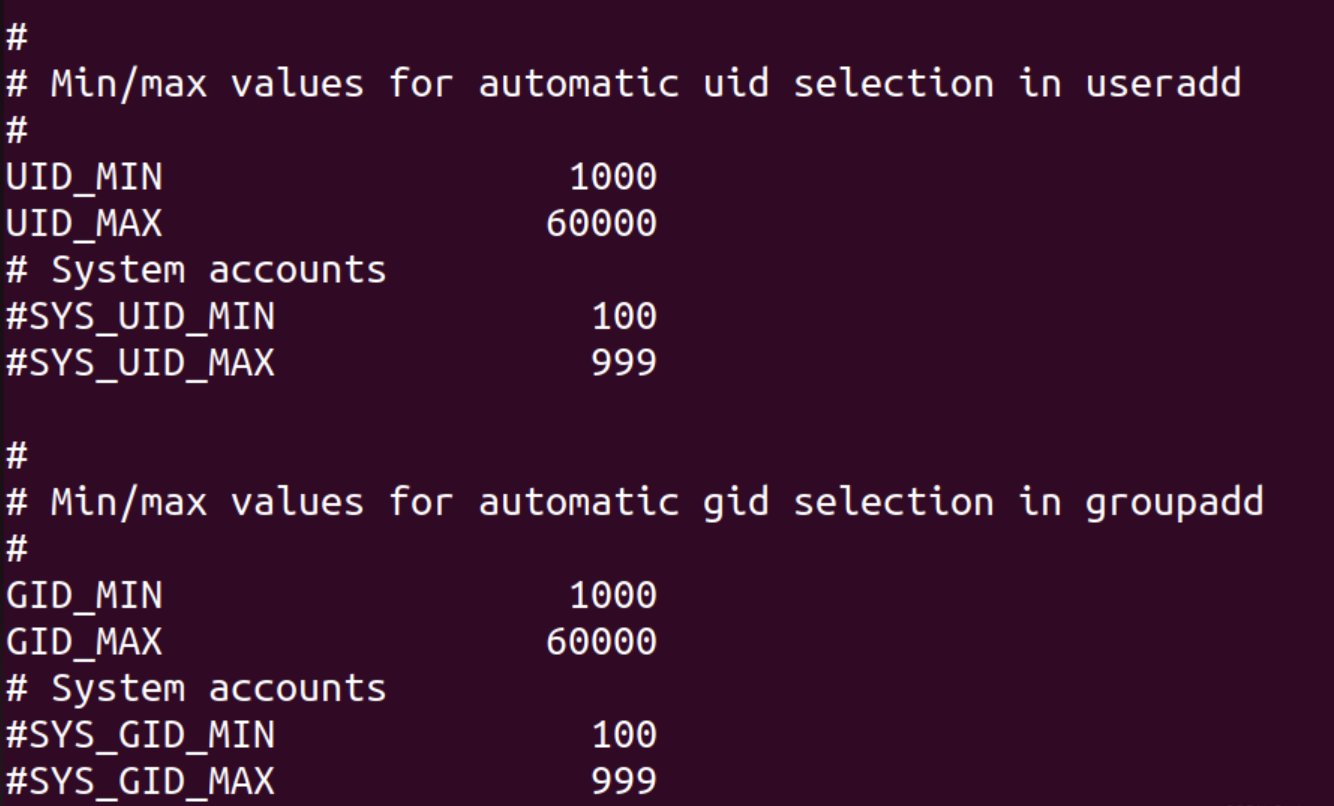 #
# Min/max values for automatic uid selection in useradd
#
UID_MIN                  1000
UID_MAX                 60000
# System accounts
#SYS_UID_MIN              100
#SYS_UID_MAX              999

#
# Min/max values for automatic gid selection in groupadd
#
GID_MIN                  1000
GID_MAX                 60000
# System accounts
#SYS_GID_MIN              100
#SYS_GID_MAX              999